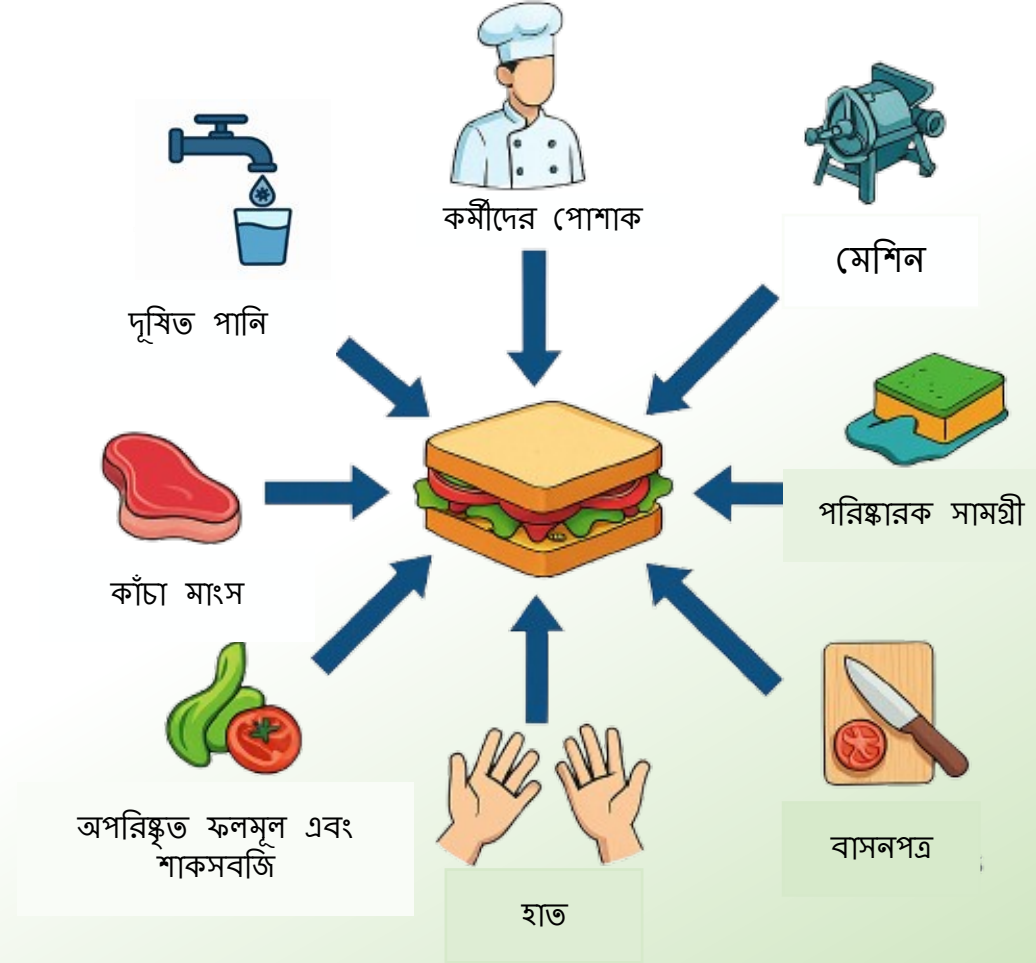 কর্মীদের পোশাক
মেশিন
দূষিত পানি
পরিষ্কারক সামগ্রী
কাঁচা মাংস
অপরিষ্কৃত ফলমূল এবং
শাকসবজি
বাসনপত্র
হাত